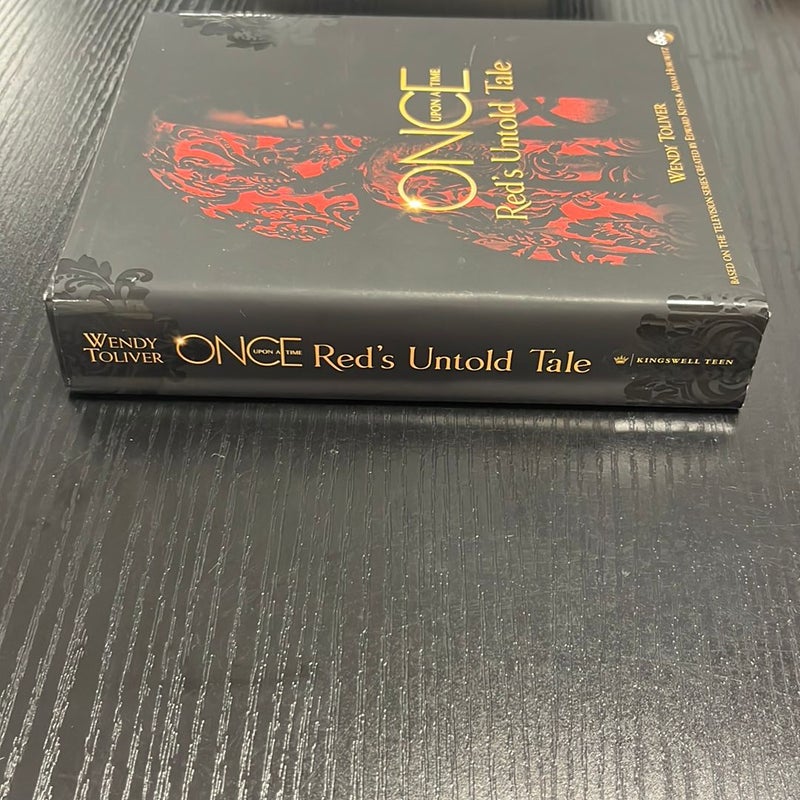 ONCE
UPON A TIME
Red's Untold Tale
WENDY TOLIVER
BASED ON THE TELEVISION SERIES CREATED BY EDWARD KITSIS & ADAM HOROWITZ
abc
WENDY
TOLIVER
ONCE
UPON A TIME
Red's Untold Tale
KINGSWELL TEEN